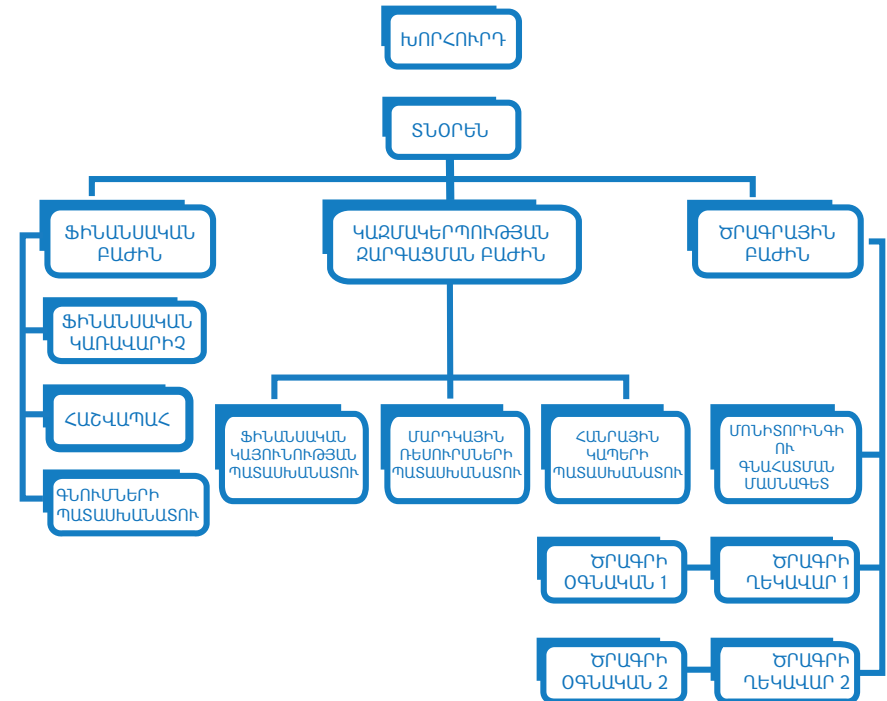 ԽՈՐՀՈՒՐԴ
ՏՆՕՐԵՆ
ՖԻՆԱՆՍԱԿԱՆ
ԲԱԺԻՆ
ԿԱԶՄԱԿԵՐՊՈՒԹՅԱՆ
ԶԱՐԳԱՑՄԱՆ ԲԱԺԻՆ
ԾՐԱԳՐԱՅԻՆ
ԲԱԺԻՆ
ՖԻՆԱՆՍԱԿԱՆ
ԿԱՌԱՎԱՐԻՉ
ՀԱՇՎԱՊԱՀ
ԳՆՈՒՄՆԵՐԻ
ՊԱՏԱՍԽԱՆԱՏՈՒ
ՖԻՆԱՆՍԱԿԱՆ
ԿԱՅՈՒՆՈՒԹՅԱՆ
ՊԱՏԱՍԽԱՆԱՏՈՒ
ՄԱՐԴԿԱՅԻՆ
ՌԵՍՈՒՐՄՆԵՐԻ
ՊԱՏԱՍԽԱՆԱՏՈՒ
ՀԱՆՐԱՅԻՆ
ԿԱՊԵՐԻ
ՊԱՏԱՍԽԱՆԱՏՈՒ
ՄՈՆԻՏՈՐԻՆԳԻ
ՈՒ
ԳՆԱՀԱՏՄԱՆ
ՄԱՍՆԱԳԵՏ
ԾՐԱԳՐԻ
ՕԳՆԱԿԱՆ 1
ԾՐԱԳՐԻ
ՂԵԿԱՎԱՐ 1
ԾՐԱԳՐԻ
ՕԳՆԱԿԱՆ 2
ԾՐԱԳՐԻ
ՂԵԿԱՎԱՐ 2